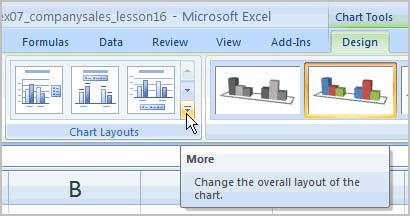 ex07_companysales_lesson16 - Microsoft Excel
Chart Tools
Formulas
Data
Review
View
Add-Ins
Design
Chart Layouts
More
Change the overall layout of the
chart.
B